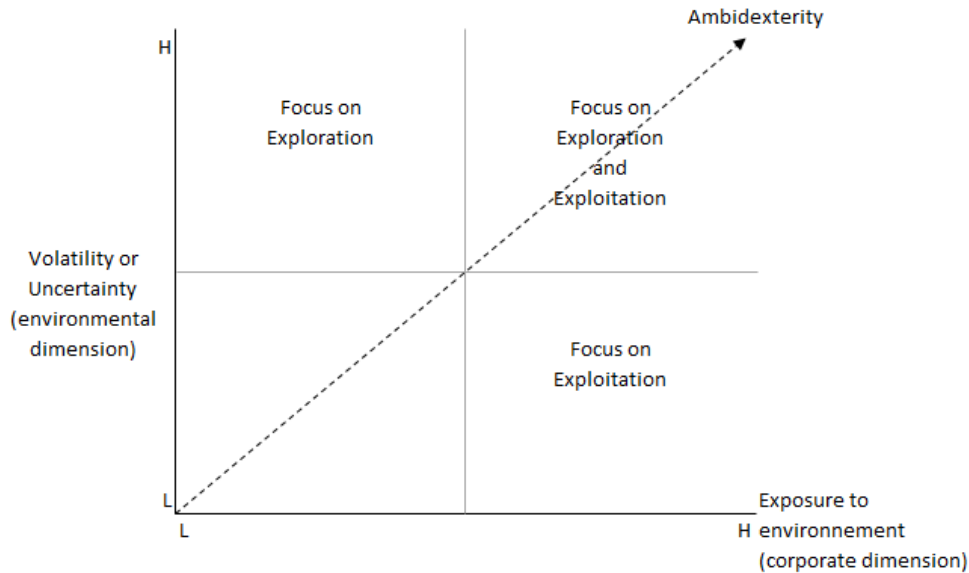 Ambidexterity
H
Focus on
Exploration
Focus on
Exploration
and
Exploitation
Volatility or
Uncertainty
(environmental
dimension)
Focus on
Exploitation
L
L
H
Exposure to
environnement
(corporate dimension)